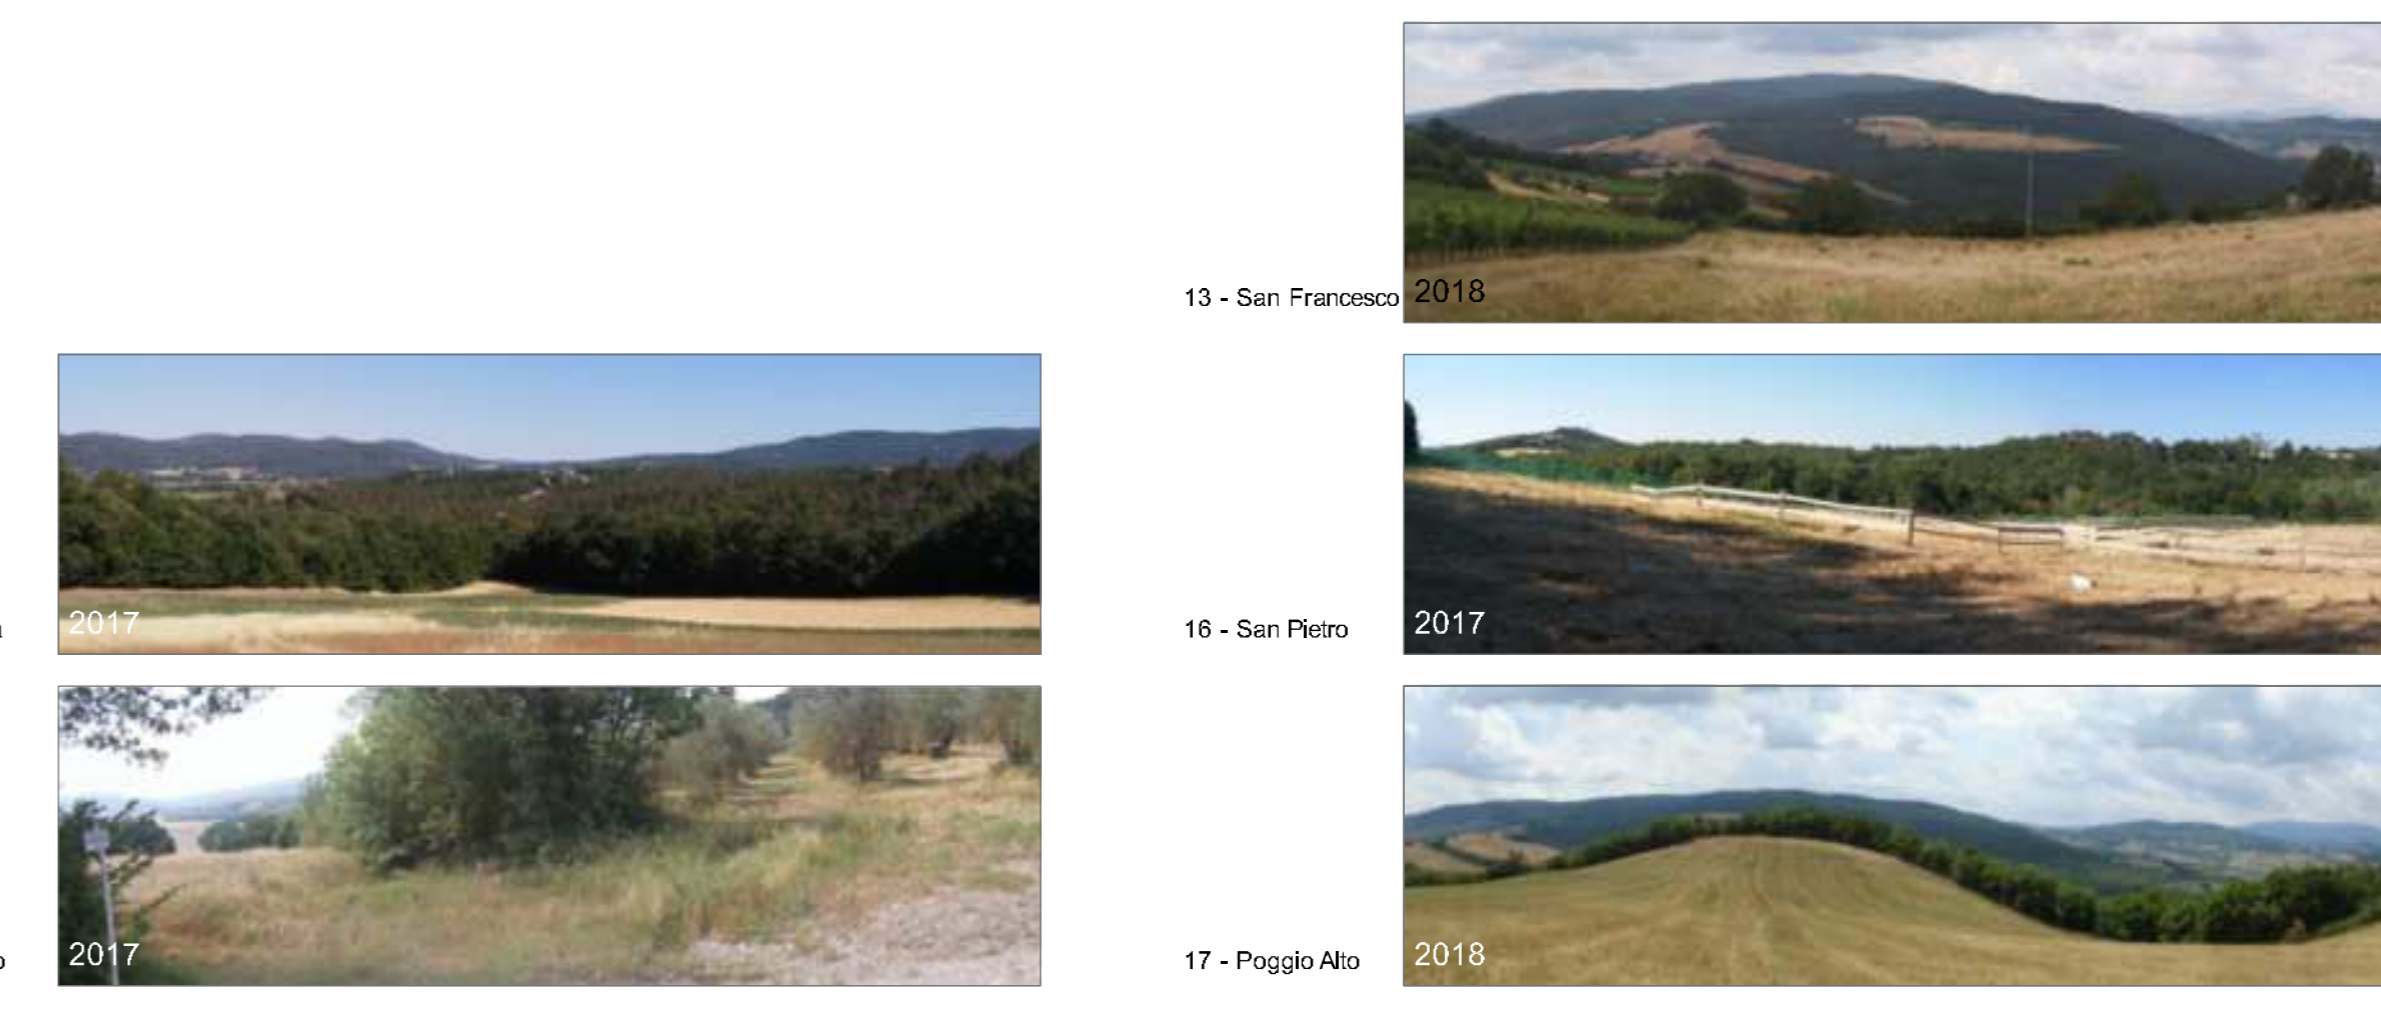 13 - San Francesco 2018
2017
16 - San Pietro 2017
2017
17 - Poggio Alto 2018